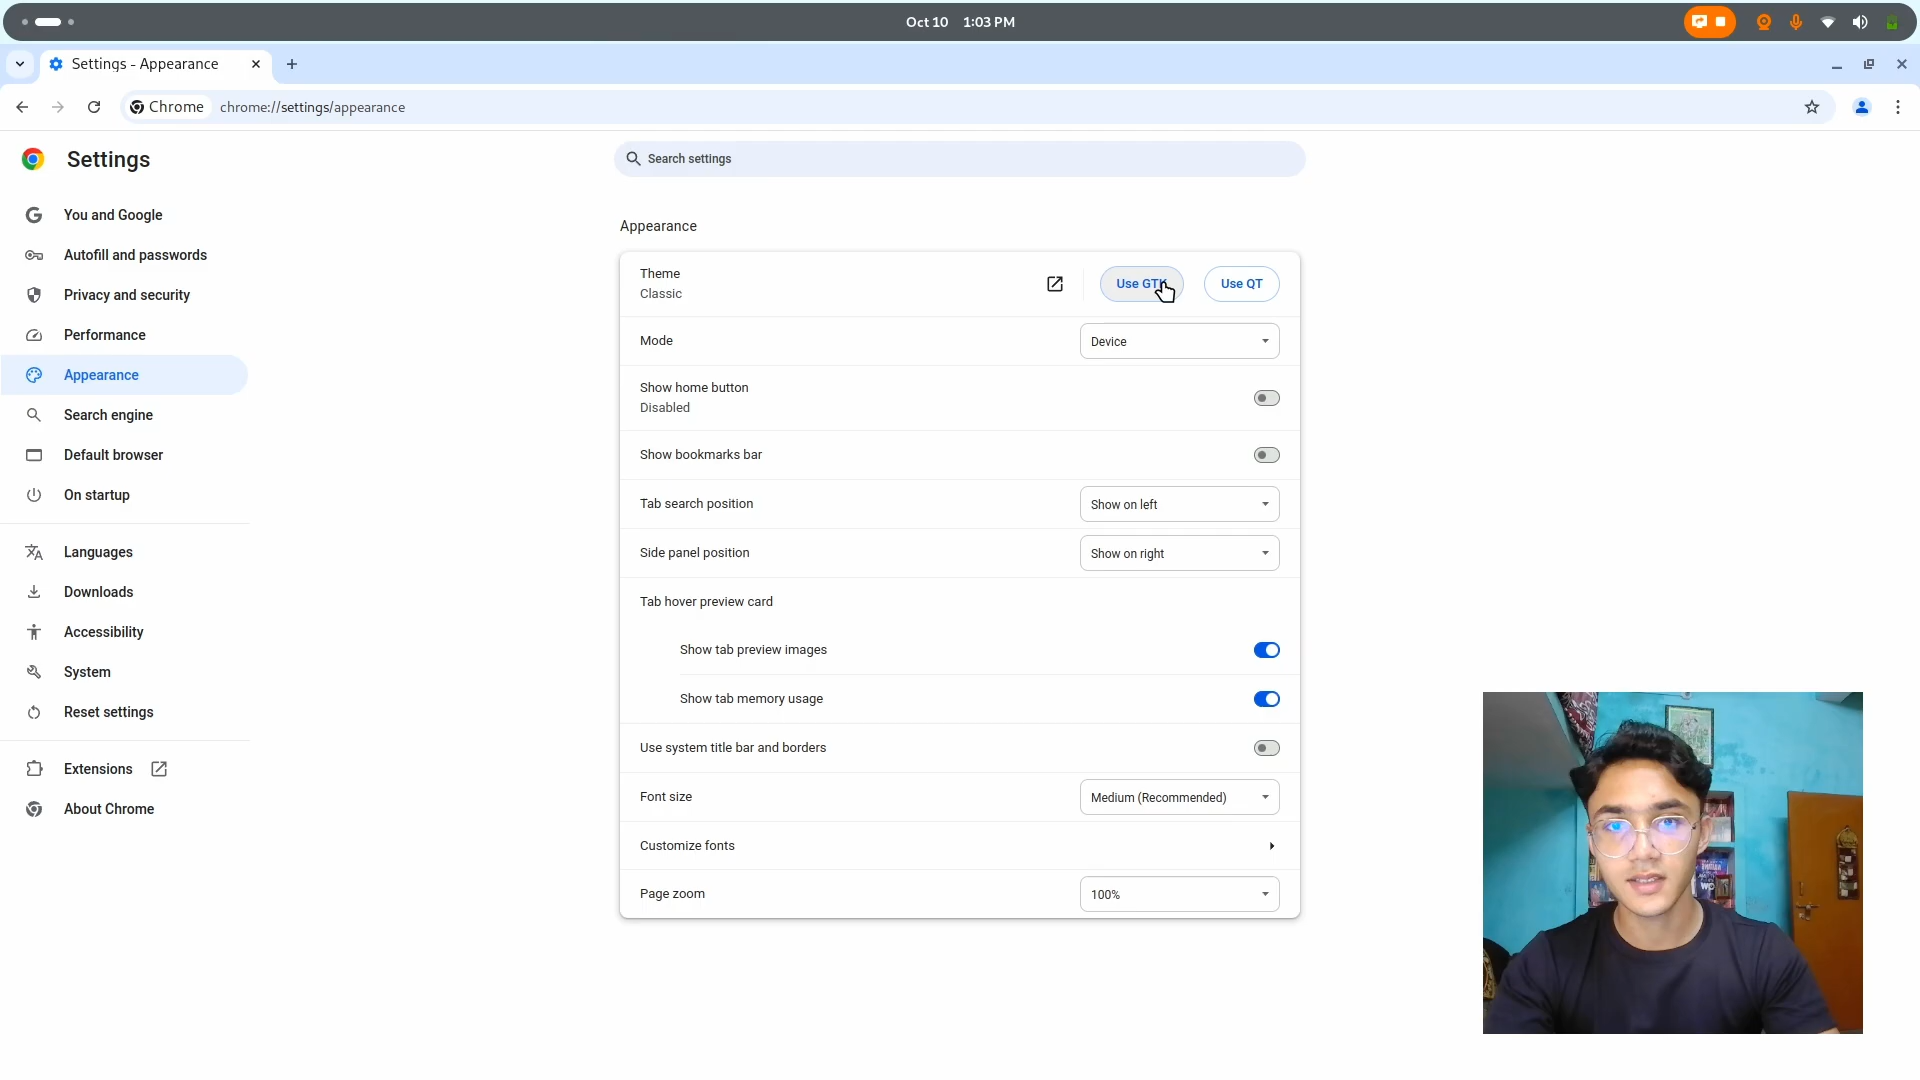 Oct 10 1:03 PM
Settings - Appearance
Chrome chrome://settings/appearance
Settings
Search settings
You and Google
Autofill and passwords
Privacy and security
Performance
Appearance
Search engine
Default browser
On startup
Languages
Downloads
Accessibility
System
Reset settings
Extensions
About Chrome
Appearance
Theme
Classic
Use GTK
Use QT
Mode
Device
Show home button
Disabled
Show bookmarks bar
Tab search position
Show on left
Side panel position
Show on right
Tab hover preview card
Show tab preview images
Show tab memory usage
Use system title bar and borders
Font size
Medium (Recommended)
Customize fonts
Page zoom
100%